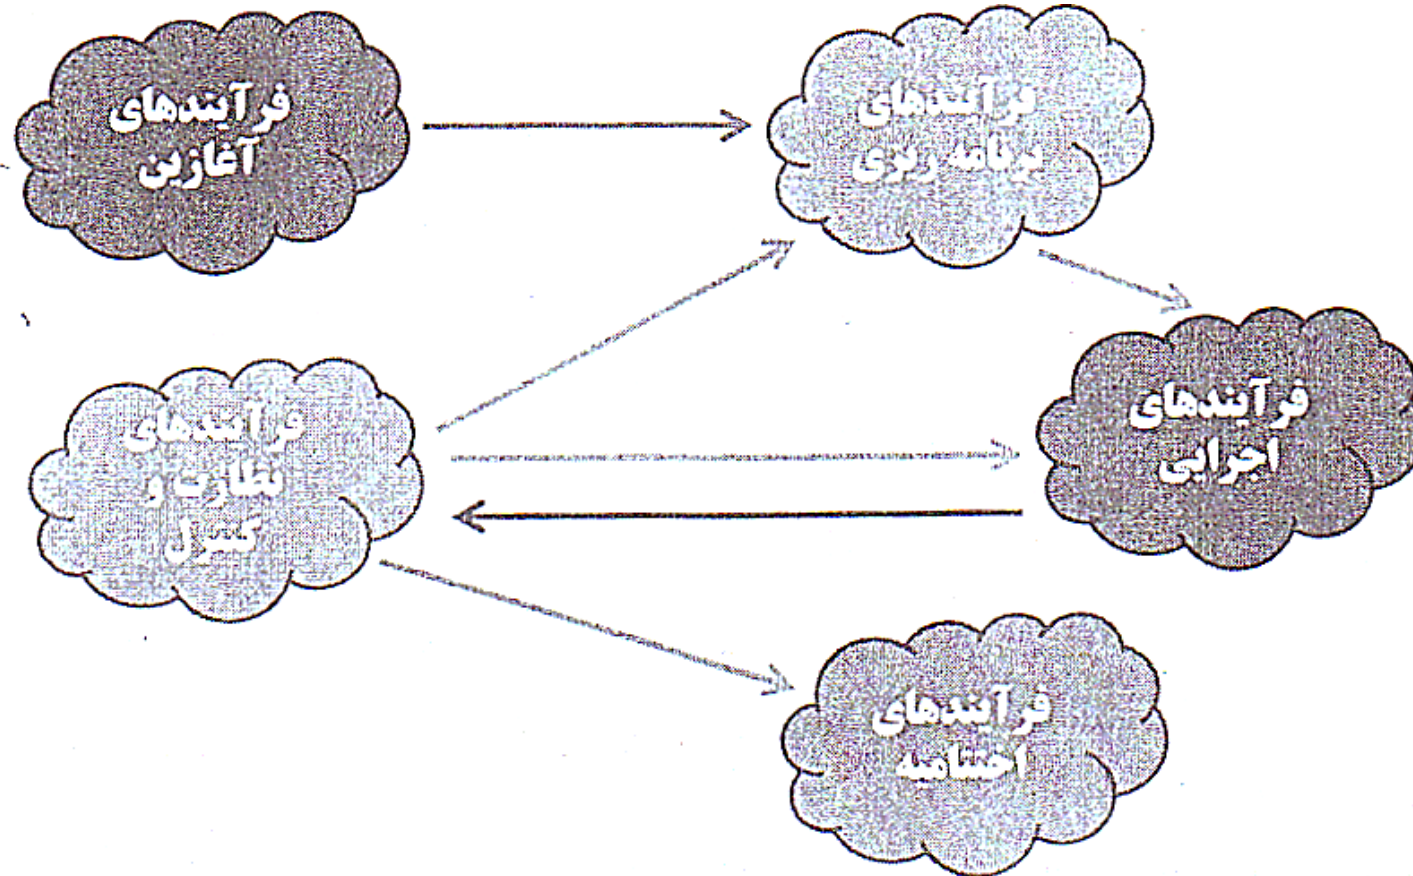 فرآیندهای
آغازین
فرآیندهای
برنامه ریزی
فرآیندهای
اجرایی
فرآیندهای
نظارت و
کنترل
فرآیندهای
اختتامیه